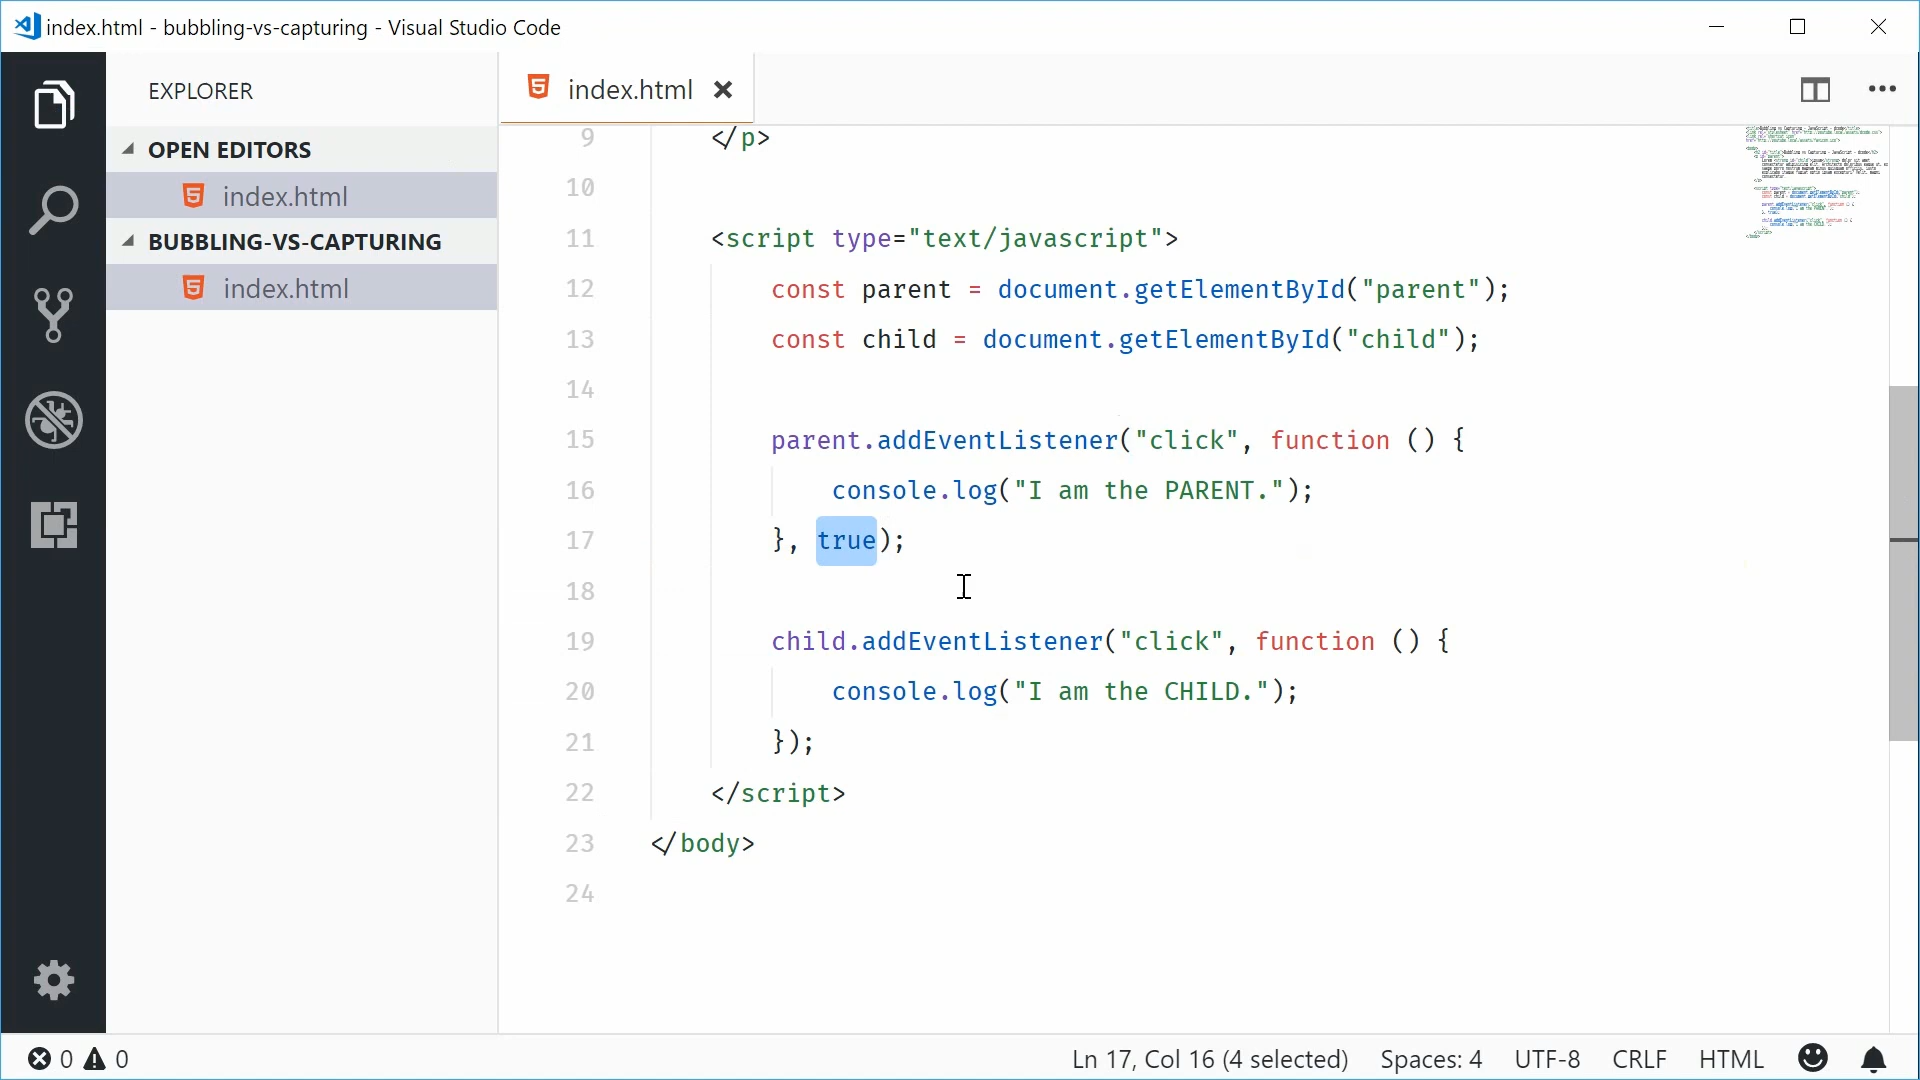 index.html - bubbling-vs-capturing - Visual Studio Code
EXPLORER
OPEN EDITORS
index.html
BUBBLING-VS-CAPTURING
index.html
index.html
9 </p>
10
11 <script type="text/javascript">
12 const parent = document.getElementById("parent");
13 const child = document.getElementById("child");
14
15 parent.addEventListener("click", function () {
16 console.log("I am the PARENT.");
17 }, true);
18
19 child.addEventListener("click", function () {
20 console.log("I am the CHILD.");
21 });
22 </script>
23 </body>
24
0 0 Ln 17, Col 16 (4 selected) Spaces: 4 UTF-8 CRLF HTML